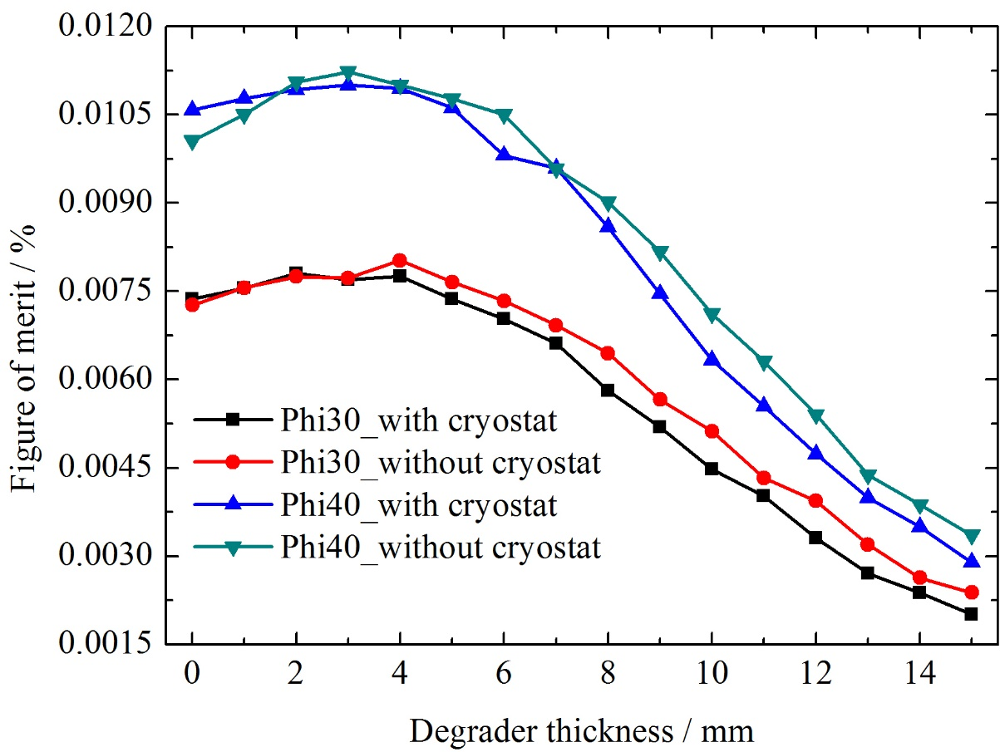 0.0120
0.0105
0.0090
0.0075
0.0060
0.0045
0.0030
0.0015
Figure of merit / %
Phi30_with cryostat
Phi30_without cryostat
Phi40_with cryostat
Phi40_without cryostat
0 2 4 6 8 10 12 14
Degrader thickness / mm